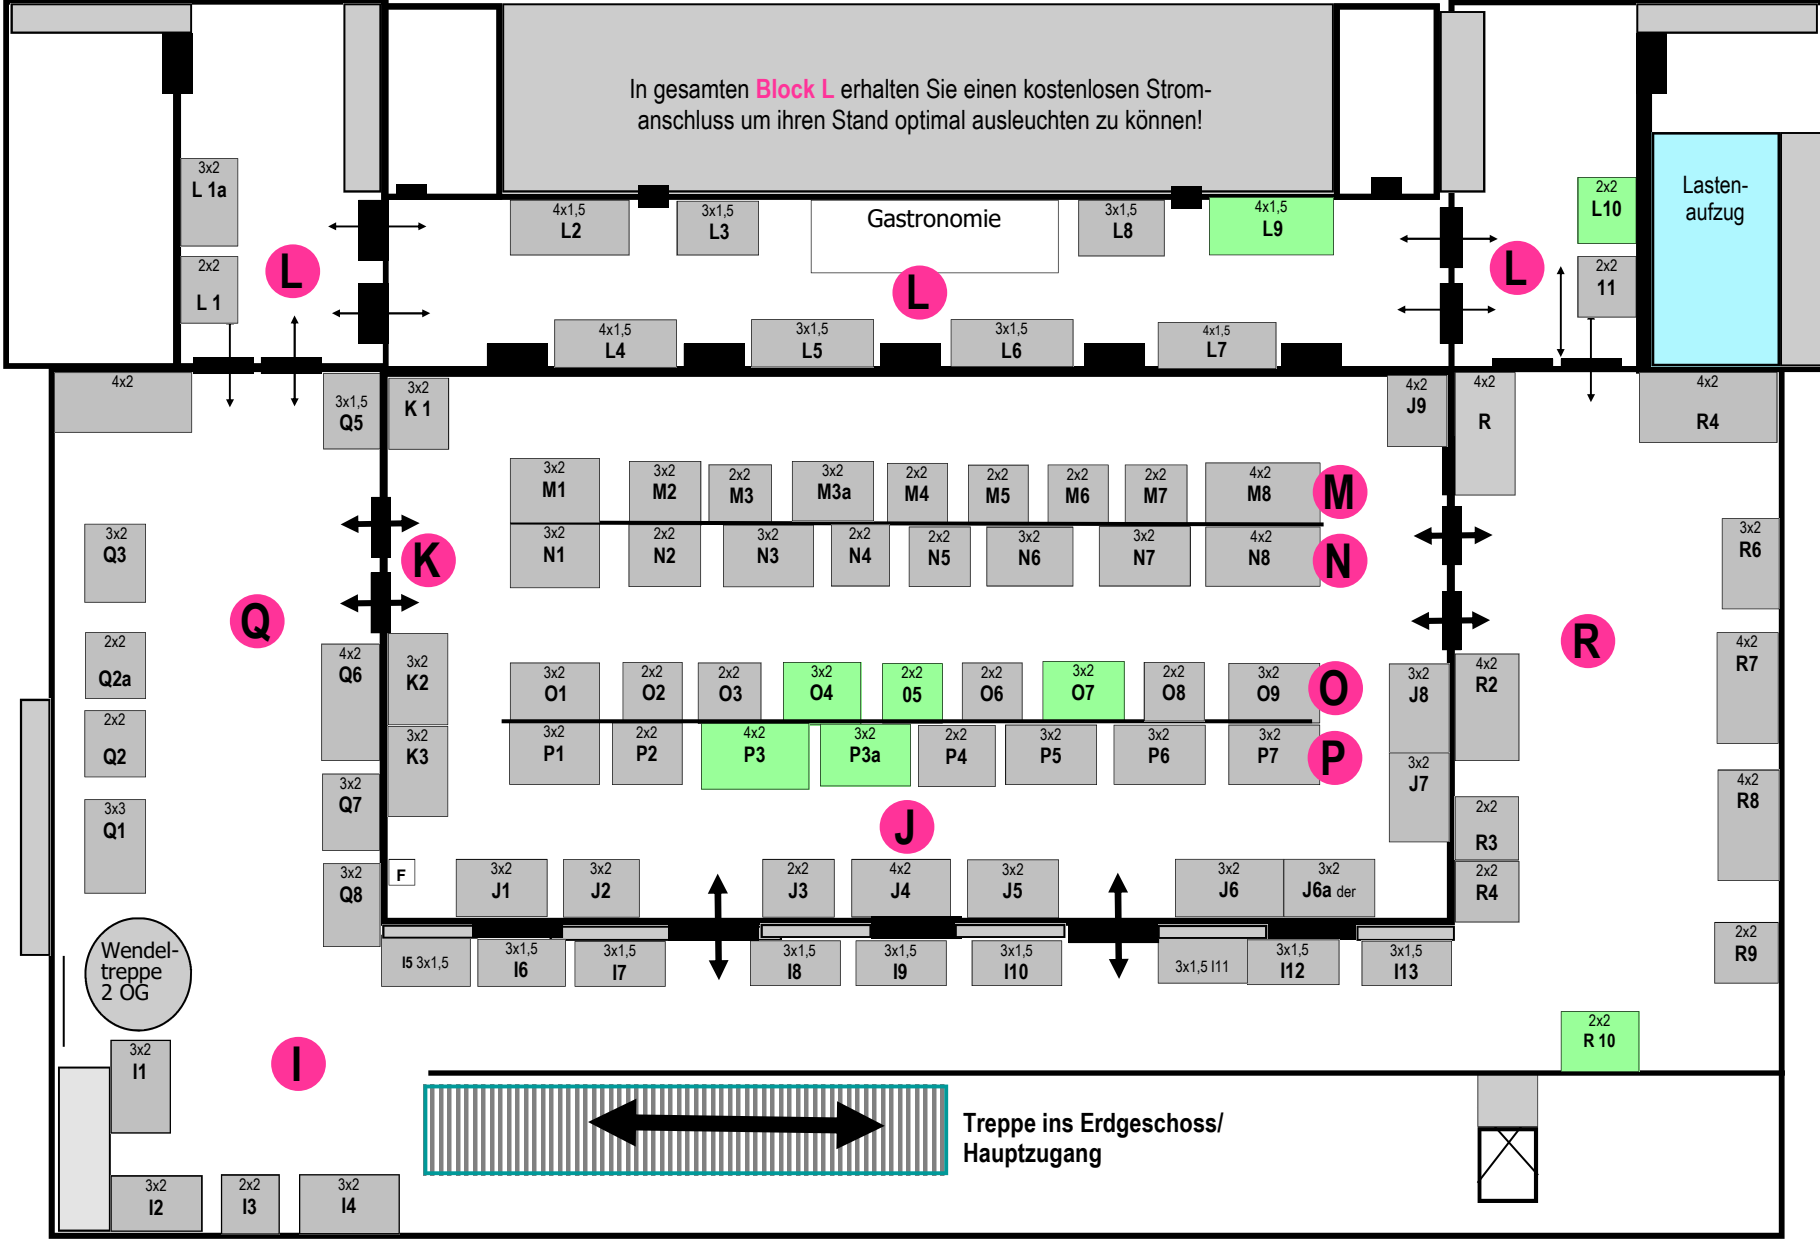 In gesamten Block L erhalten Sie einen kostenlosen Strom-
anschluss um ihren Stand optimal ausleuchten zu können!
3x2
L 1a
2x2
L 1
L
4x1,5
L2
3x1,5
L3
Gastronomie
3x1,5
L8
4x1,5
L9
L
4x1,5
L4
3x1,5
L5
3x1,5
L6
4x1,5
L7
L
2x2
L10
2x2
11
Lasten-
aufzug
4x2
3x1,5
Q5
3x2
K 1
4x2
J9
4x2
R
4x2
R4
3x2
M1
3x2
M2
2x2
M3
3x2
M3a
2x2
M4
2x2
M5
2x2
M6
2x2
M7
4x2
M8
M
3x2
N1
2x2
N2
3x2
N3
2x2
N4
2x2
N5
3x2
N6
3x2
N7
4x2
N8
N
3x2
Q3
K
Q
2x2
Q2a
2x2
Q2
3x3
Q1
4x2
Q6
3x2
Q7
3x2
Q8
3x2
K2
3x2
K3
3x2
O1
2x2
O2
2x2
O3
3x2
O4
2x2
05
2x2
O6
3x2
O7
2x2
O8
3x2
O9
O
3x2
P1
2x2
P2
4x2
P3
3x2
P3a
2x2
P4
3x2
P5
3x2
P6
3x2
P7
P
J
3x2
J8
3x2
J7
4x2
R2
2x2
R3
2x2
R4
R
3x2
R6
4x2
R7
4x2
R8
2x2
R9
2x2
R 10
F
3x2
J1
3x2
J2
2x2
J3
4x2
J4
3x2
J5
3x2
J6
3x2
J6a der
I5 3x1,5
3x1,5
I6
3x1,5
I7
3x1,5
I8
3x1,5
I9
3x1,5
I10
3x1,5 I11
3x1,5
I12
3x1,5
I13
Wendel-
treppe
2 OG
3x2
I1
I
3x2
I2
2x2
I3
3x2
I4
Treppe ins Erdgeschoss/
Hauptzugang